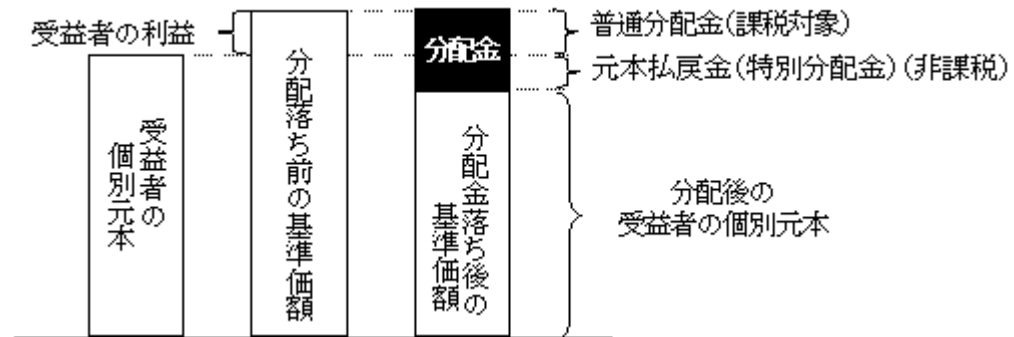 受益者の利益
受益者の
個別元本
分配落ち前の基準価額
分配金
分配金落ち後の
基準価額
普通分配金(課税対象)
元本払戻金(特別分配金)(非課税)
分配後の
受益者の個別元本